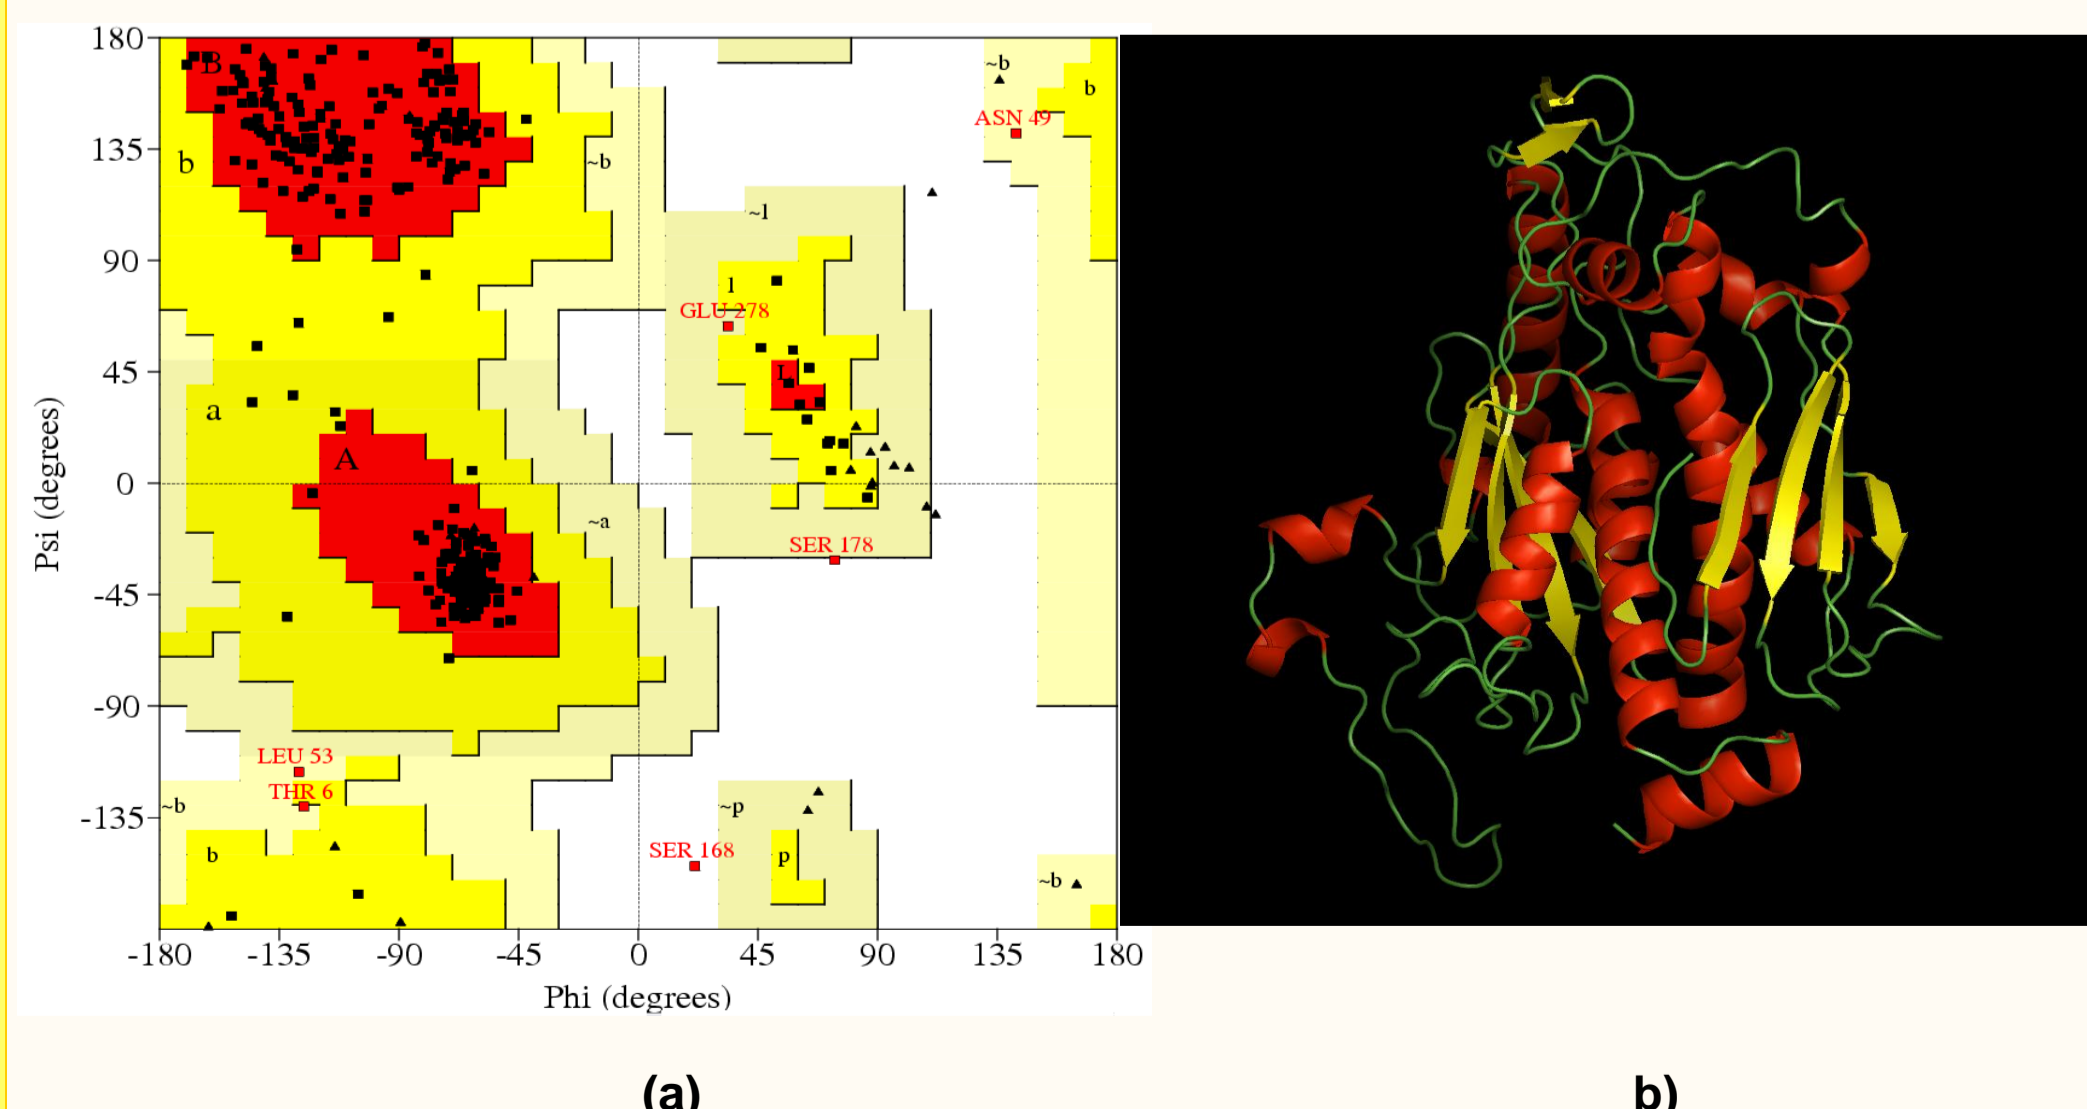 180
B
~b
b
ASN 49
135
b
~b
~l
90
l
GLU 278
45
L
a
A
0
~a
SER 178
-45
-90
LEU 53
THR 6
~b
~p
-135
SER 168
b
p
~b
-180 -135 -90 -45 0 45 90 135 180
Psi (degrees)
Phi (degrees)
(a)
b)